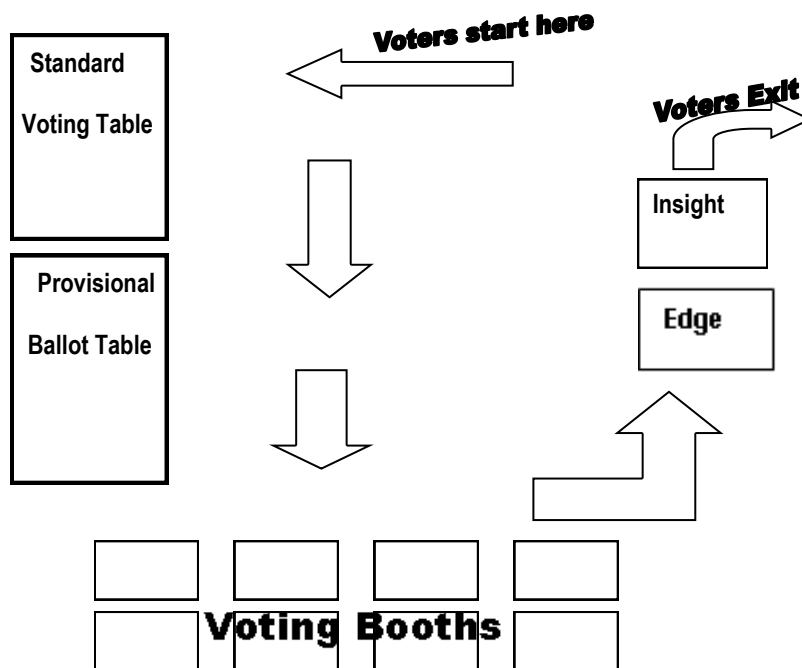 Voters start here
Standard
Voting Table
Voters Exit
Insight
Provisional
Ballot Table
Edge
Voting Booths